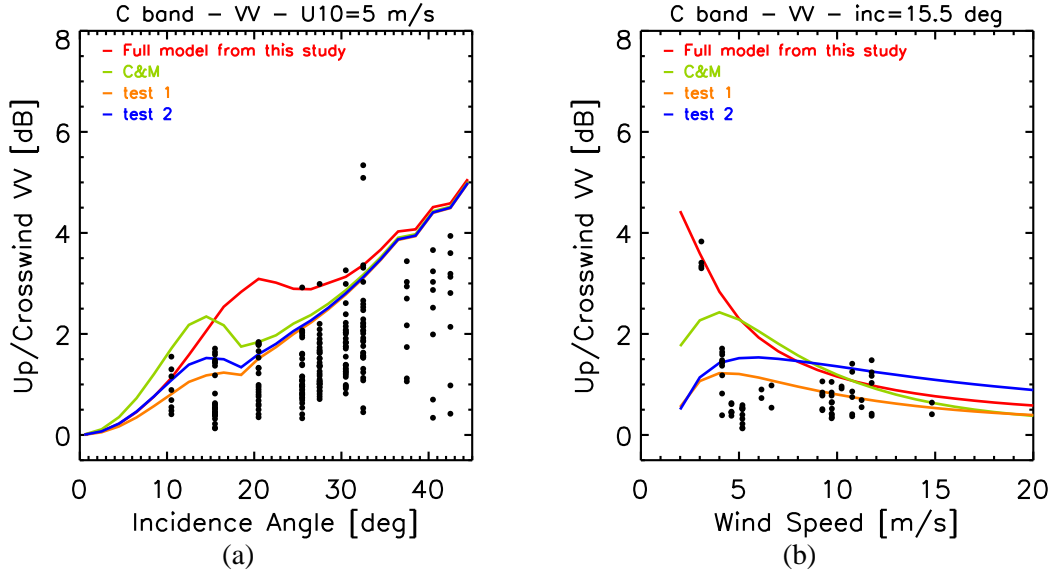 C band - VV - U10=5 m/s
Up/Crosswind VV [dB]
8
6
4
2
0
- Full model from this study
- C&M
- test 1
- test 2
0 10 20 30 40
Incidence Angle [deg]
(a)
C band - VV - inc=15.5 deg
Up/Crosswind VV [dB]
8
6
4
2
0
- Full model from this study
- C&M
- test 1
- test 2
0 5 10 15 20
Wind Speed [m/s]
(b)